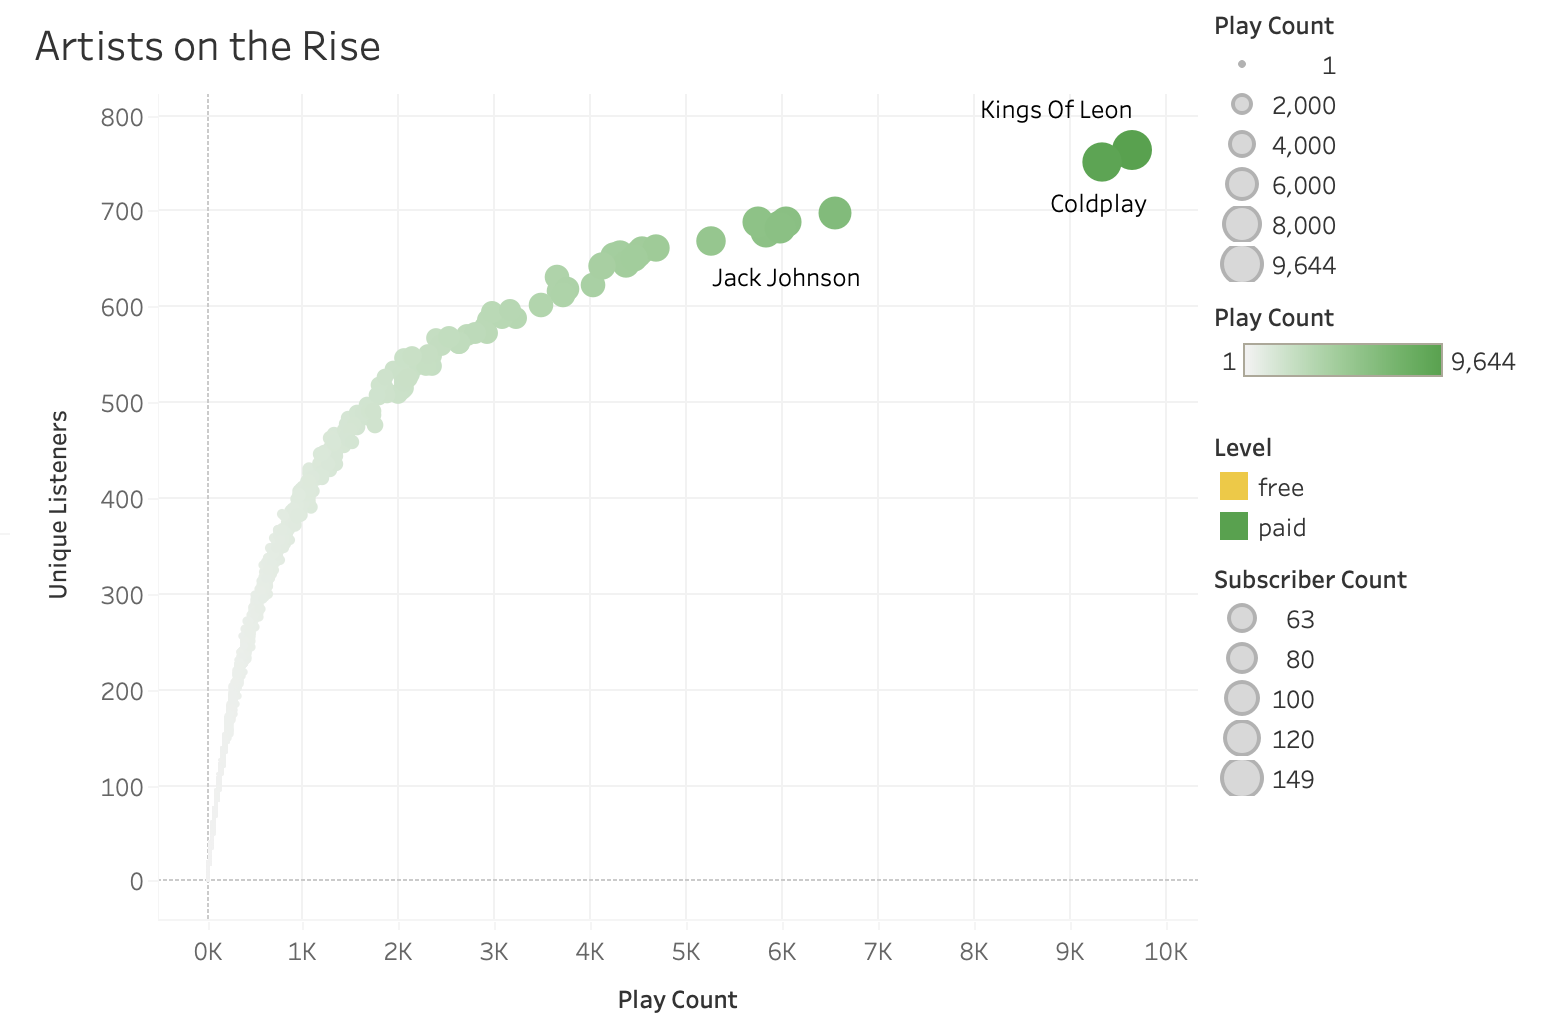 Artists on the Rise
800
700
600
500
400
300
200
100
0
Unique Listeners
Kings Of Leon
Coldplay
Jack Johnson
0K 1K 2K 3K 4K 5K 6K 7K 8K 9K 10K
Play Count
Play Count
1
2,000
4,000
6,000
8,000
9,644
Play Count
1 9,644
Level
free
paid
Subscriber Count
63
80
100
120
149